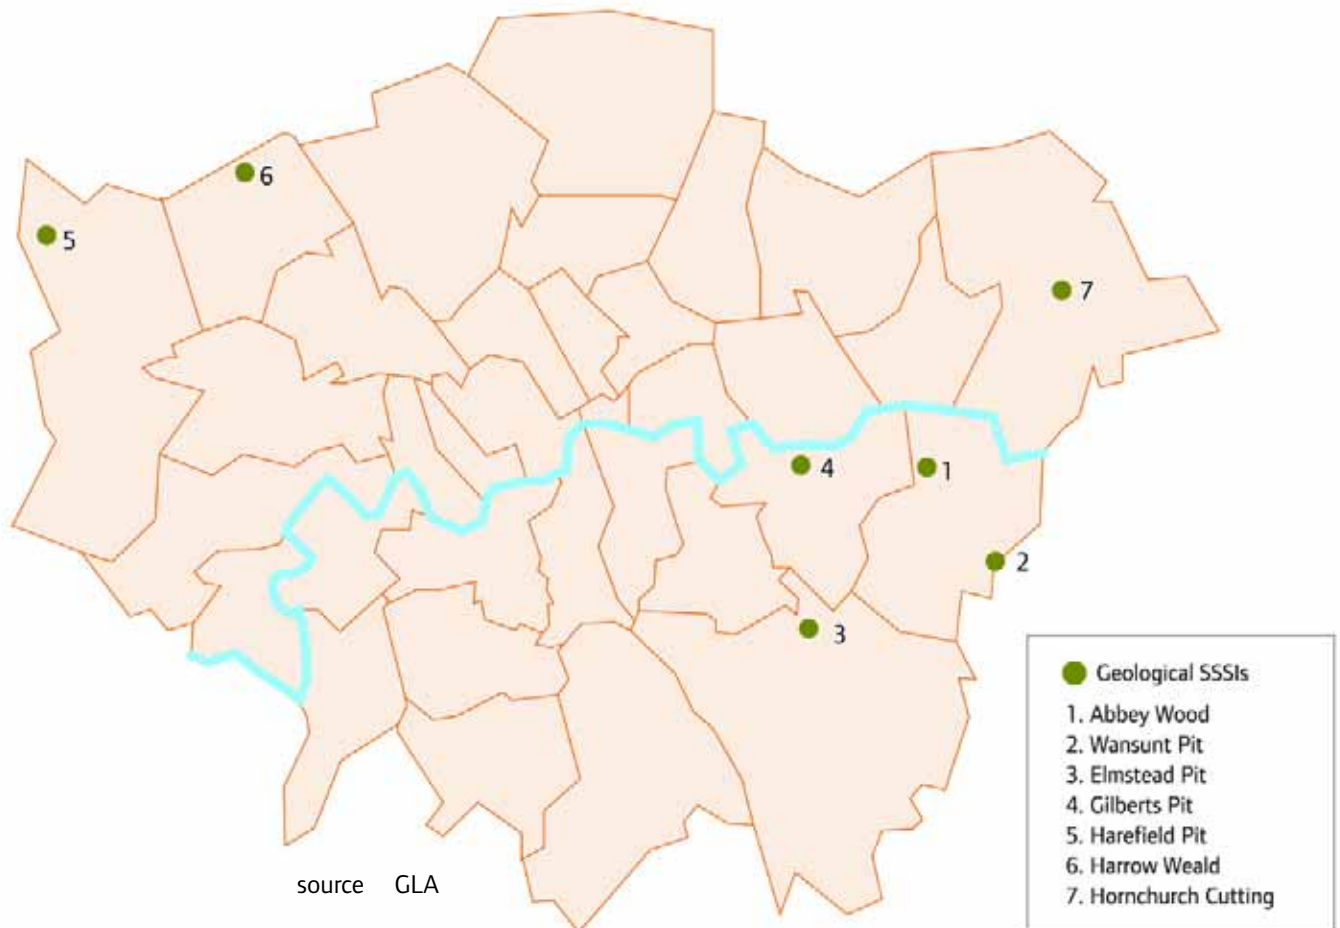 6
5
7
4
1
2
3
Geological SSSIs
1. Abbey Wood
2. Wansunt Pit
3. Elmstead Pit
4. Gilberts Pit
5. Harefield Pit
6. Harrow Weald
7. Hornchurch Cutting
source GLA